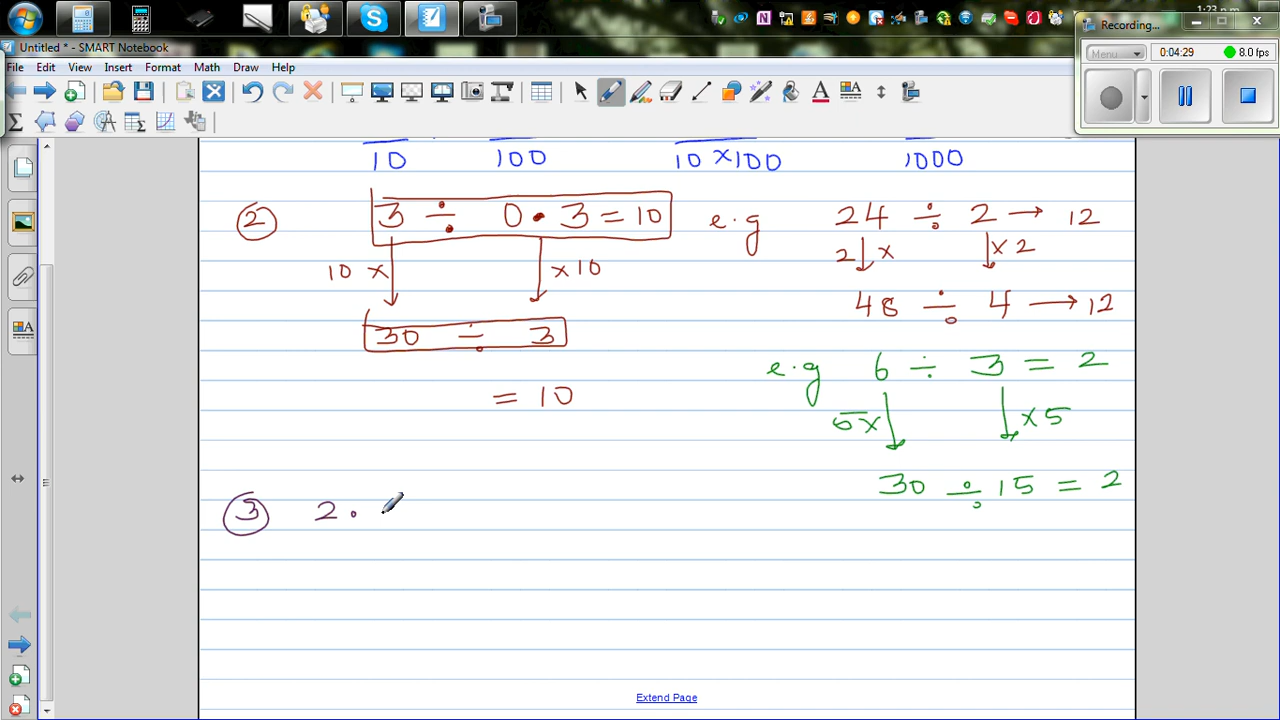 1:23 p.m.
Recording...
Untitled * - SMART Notebook
Menu
0:04:29
8.0 fps
File Edit View Insert Format Math Draw Help
10 100 10 × 100 1000
② 3 ÷ 0.3 = 10 e.g 24 ÷ 2 → 12
10 × ×10 2 × ×2
48 ÷ 4 → 12
30 ÷ 3
e.g 6 ÷ 3 = 2
= 10
5× ×5
30 ÷ 15 = 2
③ 2.
Extend Page